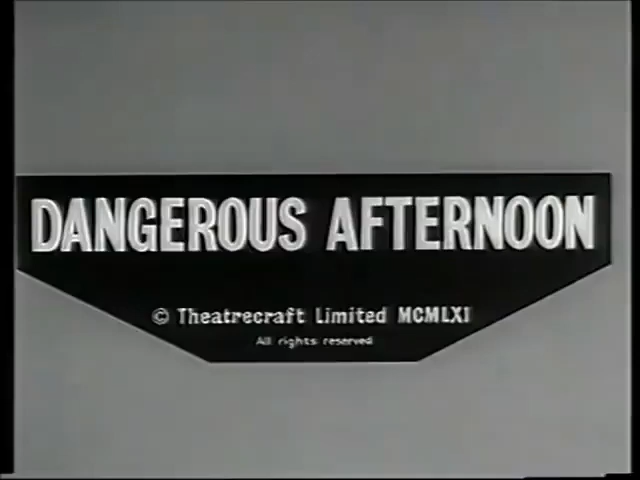 DANGEROUS AFTERNOON
© Theatrecraft Limited MCMLXI
All rights reserved